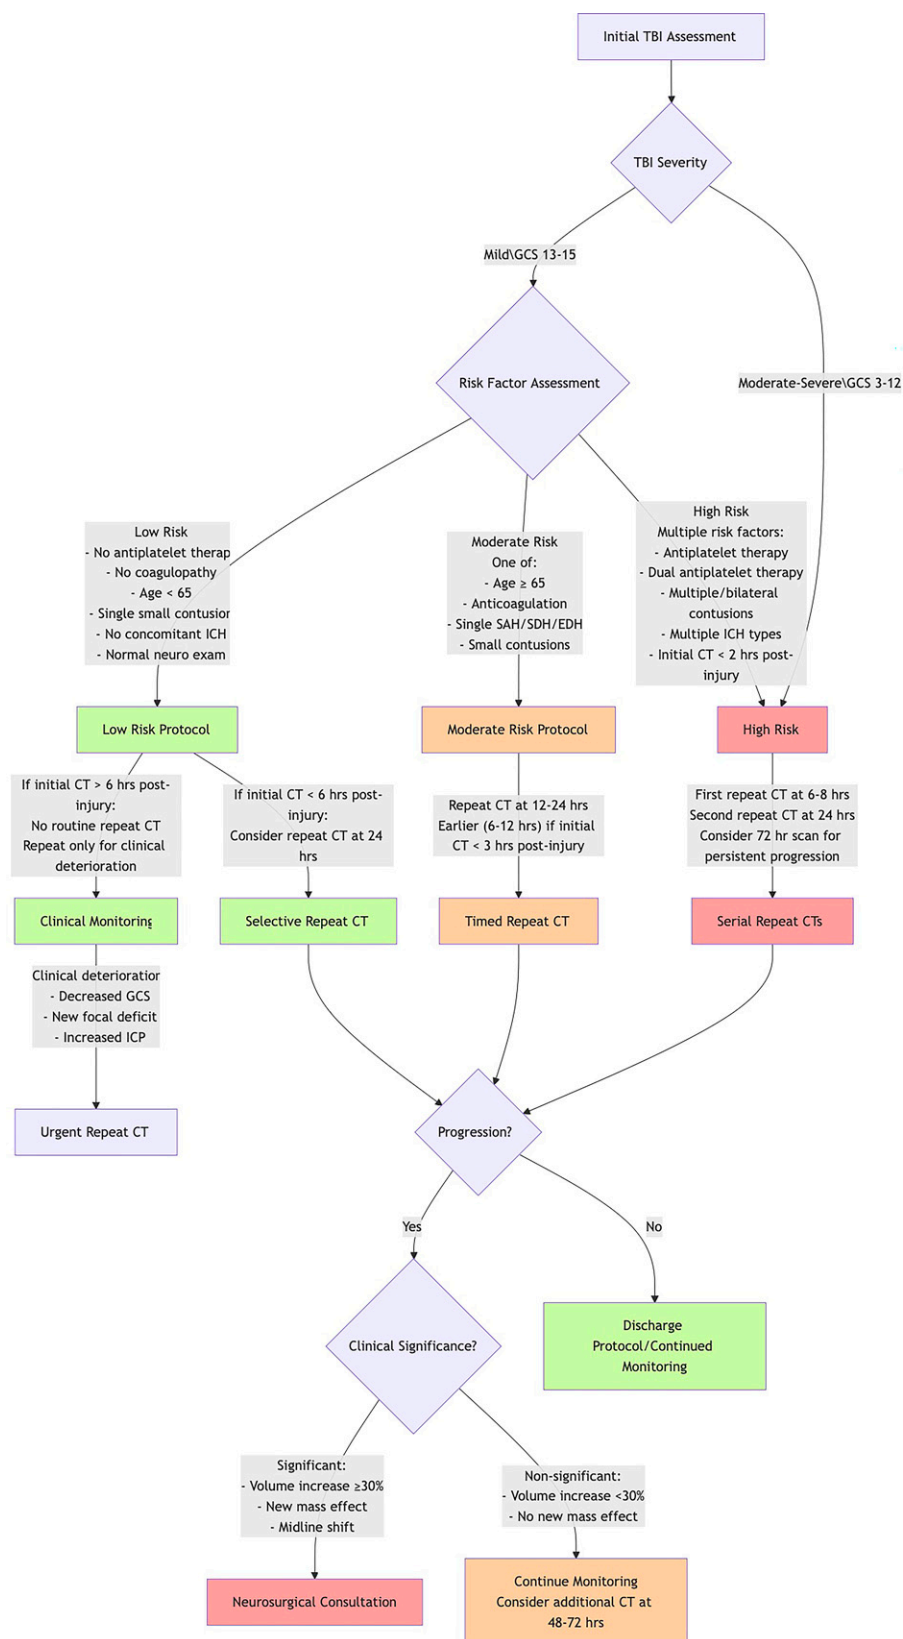 Initial TBI Assessment
TBI Severity
Mild\GCS 13-15
Moderate-Severe\GCS 3-12
Risk Factor Assessment
Low Risk
- No antiplatelet therap
- No coagulopathy
- Age < 65
- Single small contusion
- No concomitant ICH
- Normal neuro exam
Moderate Risk
One of:
- Age ≥ 65
- Anticoagulation
- Single SAH/SDH/EDH
- Small contusions
High Risk
Multiple risk factors:
- Antiplatelet therapy
- Dual antiplatelet therapy
- Multiple/bilateral
contusions
- Multiple ICH types
- Initial CT < 2 hrs post-
injury
Low Risk Protocol
Moderate Risk Protocol
High Risk
If initial CT > 6 hrs post-
injury:
No routine repeat CT
Repeat only for clinical
deterioration
If initial CT < 6 hrs post-
injury:
Consider repeat CT at 24
hrs
Repeat CT at 12-24 hrs
Earlier (6-12 hrs) if initial
CT < 3 hrs post-injury
First repeat CT at 6-8 hrs
Second repeat CT at 24 hrs
Consider 72 hr scan for
persistent progression
Clinical Monitoring
Selective Repeat CT
Timed Repeat CT
Serial Repeat CTs
Clinical deterioration
- Decreased GCS
- New focal deficit
- Increased ICP
Urgent Repeat CT
Progression?
Yes
No
Clinical Significance?
Discharge
Protocol/Continued
Monitoring
Significant:
- Volume increase ≥30%
- New mass effect
- Midline shift
Non-significant:
- Volume increase <30%
- No new mass effect
Neurosurgical Consultation
Continue Monitoring
Consider additional CT at
48-72 hrs